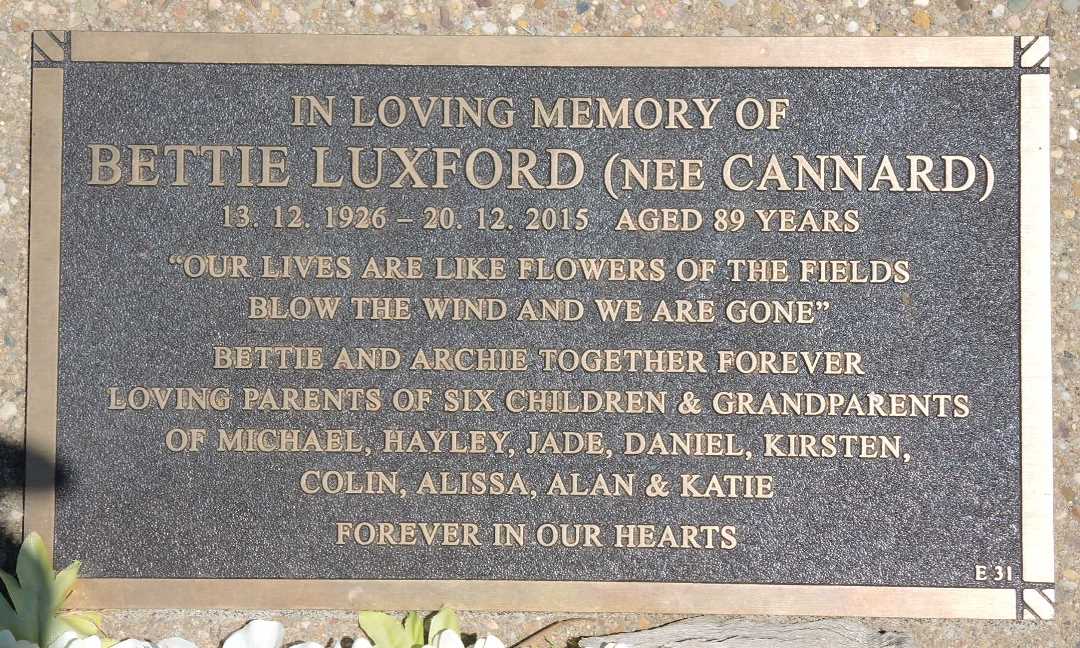 IN LOVING MEMORY OF
BETTIE LUXFORD (NEE CANNARD)
13. 12. 1926 – 20. 12. 2015 AGED 89 YEARS
“OUR LIVES ARE LIKE FLOWERS OF THE FIELDS
BLOW THE WIND AND WE ARE GONE”
BETTIE AND ARCHIE TOGETHER FOREVER
LOVING PARENTS OF SIX CHILDREN & GRANDPARENTS
OF MICHAEL, HAYLEY, JADE, DANIEL, KIRSTEN,
COLIN, ALISSA, ALAN & KATIE
FOREVER IN OUR HEARTS
E 31